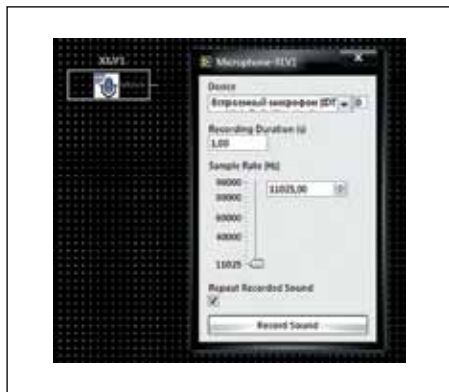 XLV1
Microphone-XLV1
Device
Встроенный микрофон (IDT
0
Recording Duration (s)
1,00
Sample Rate (Hz)
96000
80000
60000
40000
11025
11025,00
Repeat Recorded Sound
Record Sound